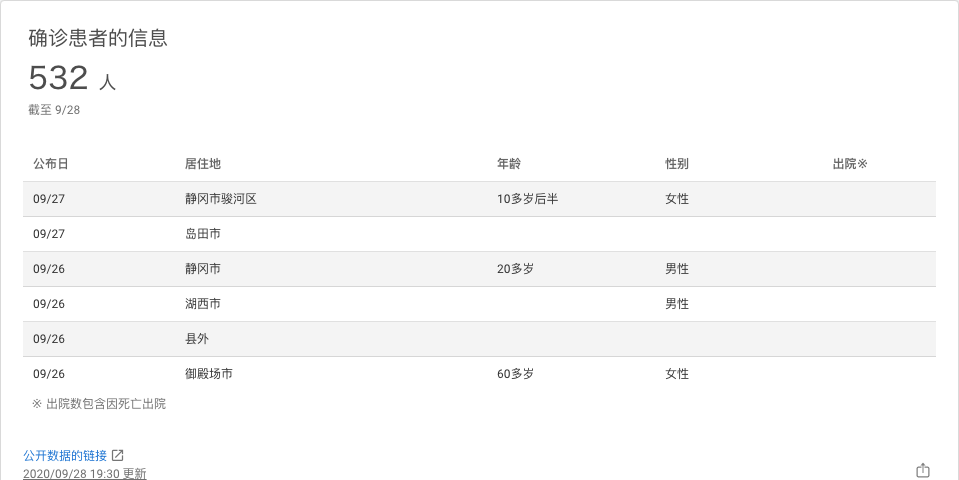 确诊患者的信息
532 人
截至 9/28
公布日 居住地 年龄 性别 出院※
09/27 静冈市骏河区 10多岁后半 女性
09/27 岛田市
09/26 静冈市 20多岁 男性
09/26 湖西市 男性
09/26 县外
09/26 御殿场市 60多岁 女性
※ 出院数包含因死亡出院
公开数据的链接
2020/09/28 19:30 更新